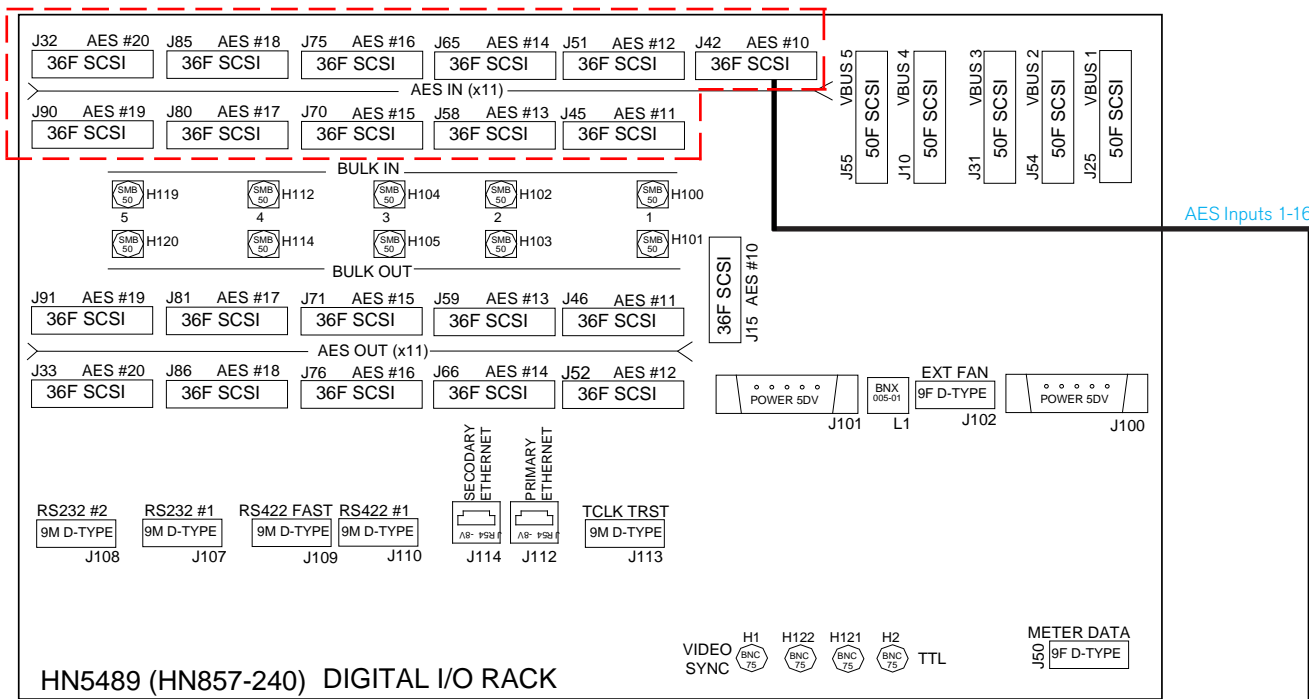 J32 AES #20 J85 AES #18 J75 AES #16 J65 AES #14 J51 AES #12 J42 AES #10
36F SCSI 36F SCSI 36F SCSI 36F SCSI 36F SCSI 36F SCSI
AES IN (x11)
J90 AES #19 J80 AES #17 J70 AES #15 J58 AES #13 J45 AES #11
36F SCSI 36F SCSI 36F SCSI 36F SCSI 36F SCSI
J55 VBUS 5
50F SCSI
J10 VBUS 4
50F SCSI
J31 VBUS 3
50F SCSI
J54 VBUS 2
50F SCSI
J25 VBUS 1
50F SCSI
BULK IN
SMB 50 H119 SMB 50 H112 SMB 50 H104 SMB 50 H102 SMB 50 H100
5 4 3 2 1
SMB 50 H120 SMB 50 H114 SMB 50 H105 SMB 50 H103 SMB 50 H101
BULK OUT
AES Inputs 1-16
36F SCSI
J15 AES #10
J91 AES #19 J81 AES #17 J71 AES #15 J59 AES #13 J46 AES #11
36F SCSI 36F SCSI 36F SCSI 36F SCSI 36F SCSI
AES OUT (x11)
J33 AES #20 J86 AES #18 J76 AES #16 J66 AES #14 J52 AES #12
36F SCSI 36F SCSI 36F SCSI 36F SCSI 36F SCSI
POWER 5DV
J101
BNX
005-01
L1
EXT FAN
9F D-TYPE
J102
POWER 5DV
J100
SECODARY
ETHERNET
PRIMARY
ETHERNET
RS232 #2 RS232 #1 RS422 FAST RS422 #1 TCLK TRST
9M D-TYPE 9M D-TYPE 9M D-TYPE 9M D-TYPE JR54 -8V JR54 -8V 9M D-TYPE
J108 J107 J109 J110 J114 J112 J113
VIDEO
SYNC
H1 H122 H121 H2
BNC 75 BNC 75 BNC 75 BNC 75 TTL
METER DATA
J50 9F D-TYPE
HN5489 (HN857-240) DIGITAL I/O RACK